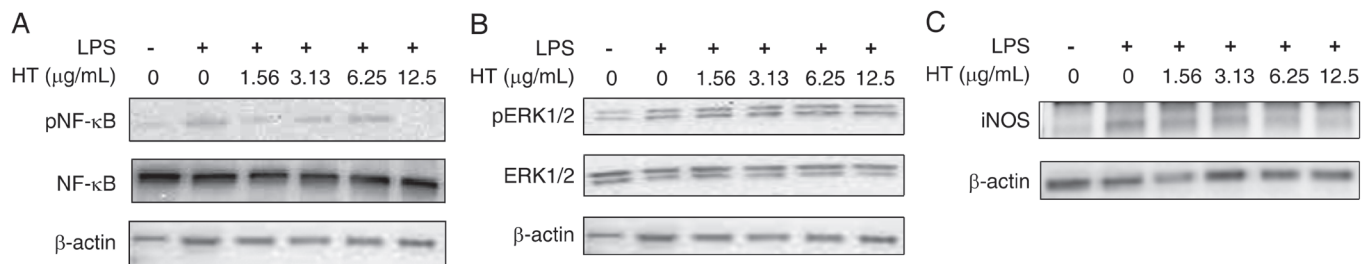 A
LPS - + + + + +
HT (μg/mL) 0 0 1.56 3.13 6.25 12.5
pNF-κB
NF-κB
β-actin
B
LPS - + + + + +
HT (μg/mL) 0 0 1.56 3.13 6.25 12.5
pERK1/2
ERK1/2
β-actin
C
LPS - + + + + +
HT (μg/mL) 0 0 1.56 3.13 6.25 12.5
iNOS
β-actin